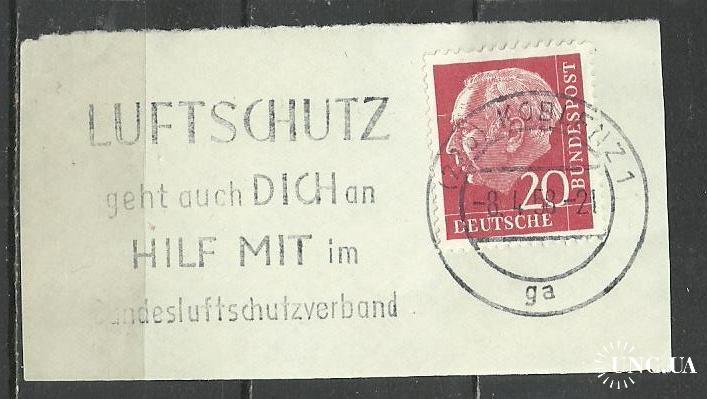 LUFTSCHUTZ
geht auch DICH an
HILF MIT im
Bundesluftschutzverband
DEUTSCHE
BUNDESPOST
20
KOBLENZ 1
-8.4.58-21
ga
UNC.UA